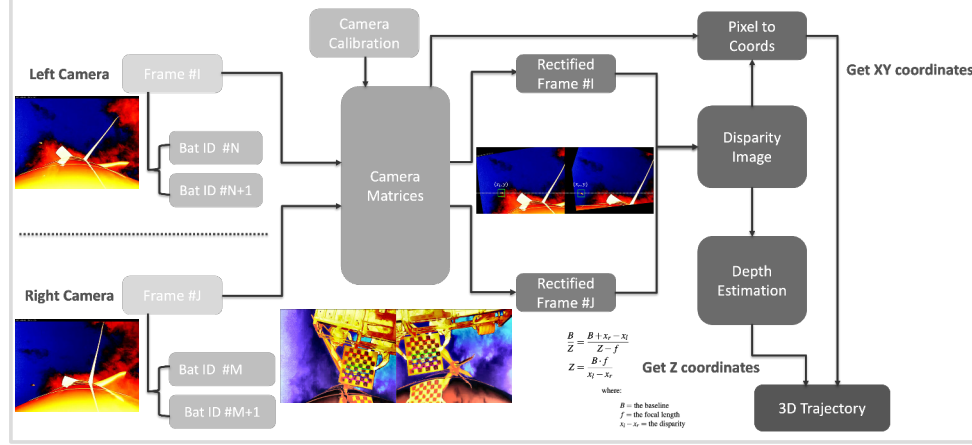 Camera
Calibration
Pixel to
Coords
Left Camera
Frame #I
Rectified
Frame #I
Get XY coordinates
Bat ID #N
Bat ID #N+1
Camera
Matrices
Disparity
Image
Right Camera
Frame #J
Rectified
Frame #J
Depth
Estimation
B/Z = (B + x_r − x_l)/(Z − f)
Z = (B · f)/(x_l − x_r)
where:
B = the baseline
f = the focal length
x_l − x_r = the disparity
Get Z coordinates
Bat ID #M
Bat ID #M+1
3D Trajectory